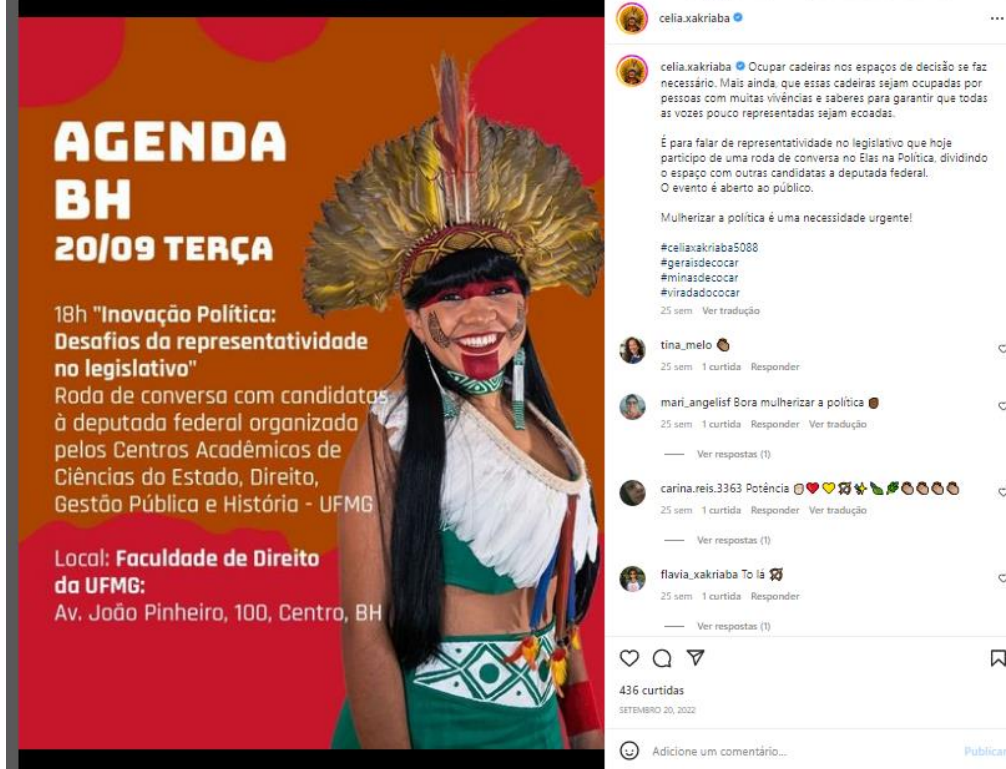 AGENDA
BH
20/09 TERÇA
18h "Inovação Política:
Desafios da representatividade
no legislativo"
Roda de conversa com candidatas
à deputada federal organizada
pelos Centros Acadêmicos de
Ciências do Estado, Direito,
Gestão Pública e História - UFMG
Local: Faculdade de Direito
da UFMG:
Av. João Pinheiro, 100, Centro, BH
celia.xakriaba
celia.xakriaba Ocupar cadeiras nos espaços de decisão se faz
necessário. Mais ainda, que essas cadeiras sejam ocupadas por
pessoas com muitas vivências e saberes para garantir que todas
as vozes pouco representadas sejam ecoadas.
É para falar de representatividade no legislativo que hoje
participo de uma roda de conversa no Elas na Política, dividindo
o espaço com outras candidatas a deputada federal.
O evento é aberto ao público.
Mulherizar a política é uma necessidade urgente!
#celiaxakriaba5088
#geraisdecocar
#minasdecocar
#viradadococar
25 sem Ver tradução
tina_melo
25 sem 1 curtida Responder
mari_angelisf Bora mulherizar a política
25 sem 1 curtida Responder Ver tradução
Ver respostas (1)
carina.reis.3363 Potência
25 sem 1 curtida Responder Ver tradução
Ver respostas (1)
flavia_xakriaba To lá
25 sem 1 curtida Responder
Ver respostas (1)
436 curtidas
SETEMBRO 20, 2022
Adicione um comentário...
Publicar